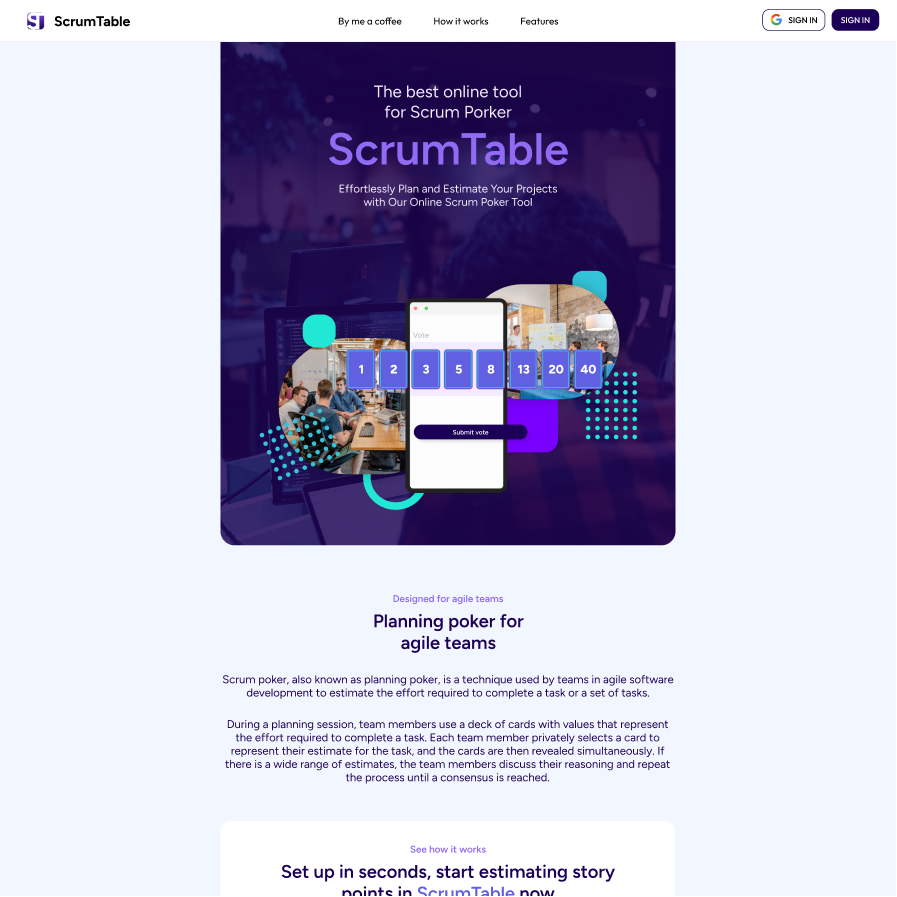 ScrumTable
By me a coffee
How it works
Features
SIGN IN
SIGN IN
The best online tool
for Scrum Porker
ScrumTable
Effortlessly Plan and Estimate Your Projects
with Our Online Scrum Poker Tool
Vote
1 2 3 5 8 13 20 40
Submit vote
Designed for agile teams
Planning poker for
agile teams
Scrum poker, also known as planning poker, is a technique used by teams in agile software
development to estimate the effort required to complete a task or a set of tasks.
During a planning session, team members use a deck of cards with values that represent
the effort required to complete a task. Each team member privately selects a card to
represent their estimate for the task, and the cards are then revealed simultaneously. If
there is a wide range of estimates, the team members discuss their reasoning and repeat
the process until a consensus is reached.
See how it works
Set up in seconds, start estimating story
points in ScrumTable now